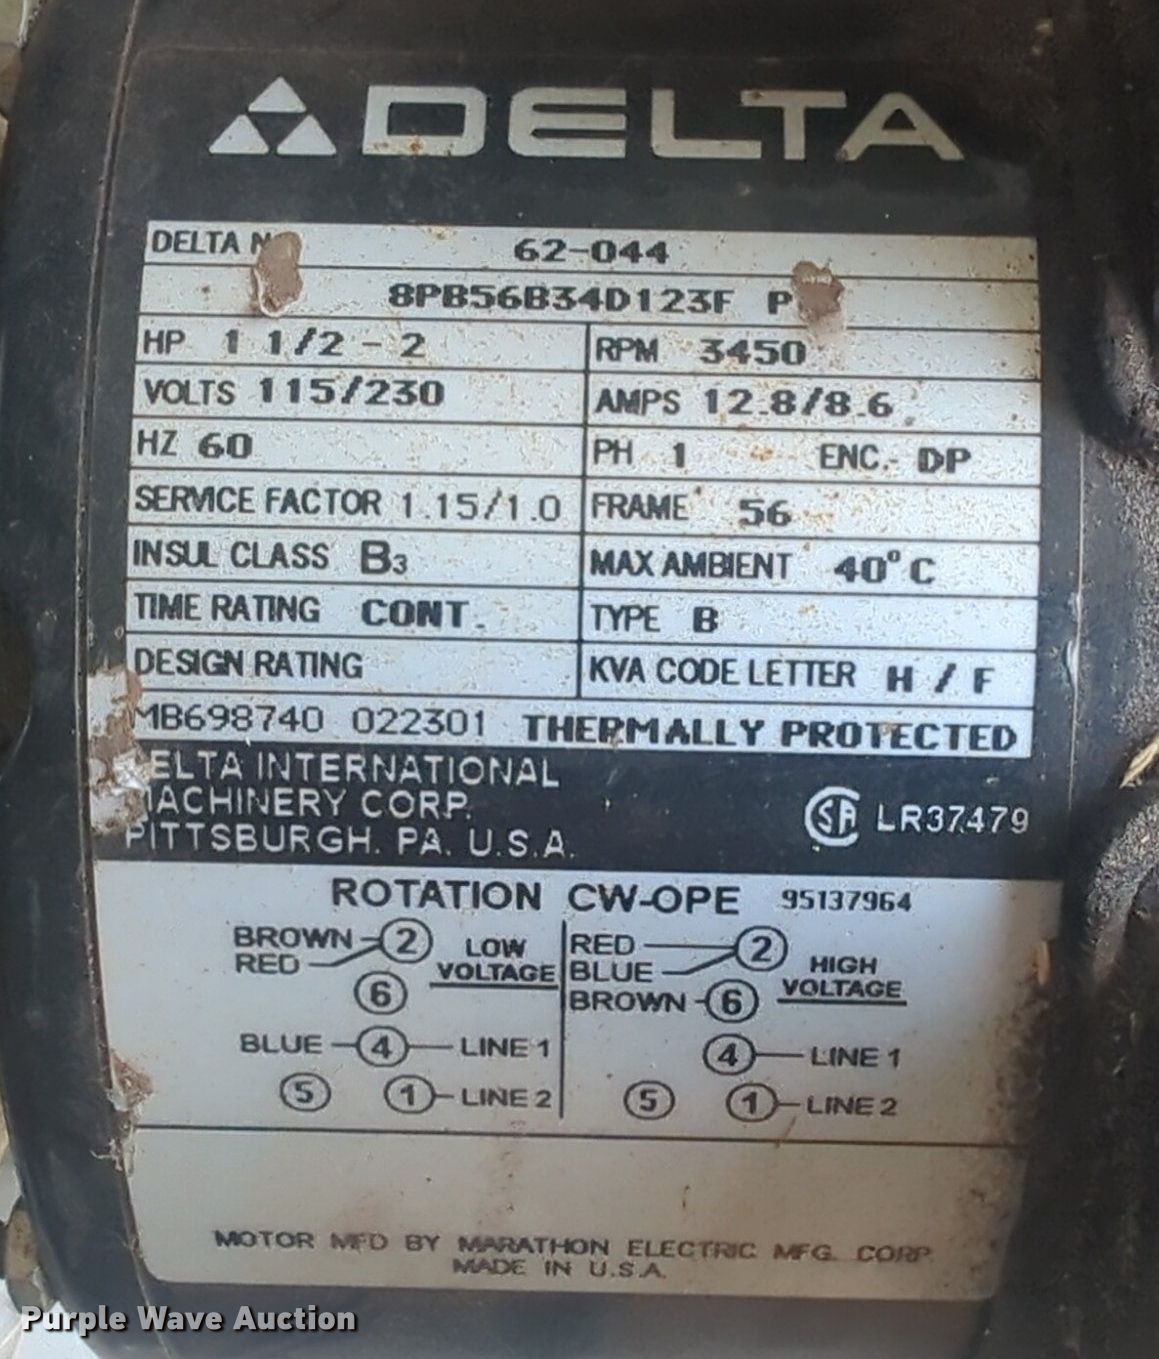 DELTA
DELTA N 62-044
8PB56B34D123F P
HP 1 1/2 - 2 RPM 3450
VOLTS 115/230 AMPS 12.8/8.6
HZ 60 PH 1 ENC.- DP
SERVICE FACTOR 1.15/1.0 FRAME 56
INSUL CLASS B3 MAX AMBIENT 40°C
TIME RATING CONT. TYPE B
DESIGN RATING KVA CODE LETTER H / F
MB698740 022301 THERMALLY PROTECTED
DELTA INTERNATIONAL
MACHINERY CORP.
PITTSBURGH. PA. U.S.A.
SA LR37479
ROTATION CW-OPE 95137964
BROWN 2 LOW RED 2 HIGH
RED VOLTAGE BLUE VOLTAGE
6 BROWN 6
BLUE 4 LINE 1 4 LINE 1
5 1 LINE 2 5 1 LINE 2
MOTOR MFD BY MARATHON ELECTRIC MFG. CORP.
MADE IN U.S.A.
Purple Wave Auction